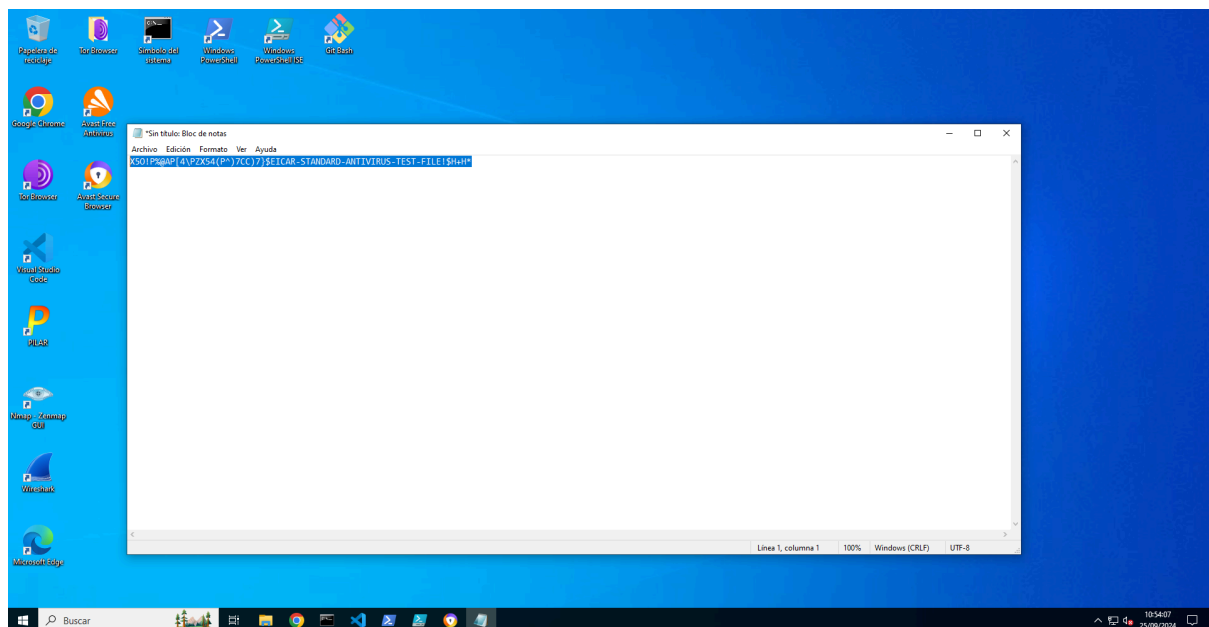 Papelera de
reciclaje
Tor Browser
Símbolo del
sistema
Windows
PowerShell
Windows
PowerShell ISE
Git Bash
Google Chrome
Avast Free
Antivirus
Tor Browser
Avast Secure
Browser
Visual Studio
Code
PILAR
Nmap - Zenmap
GUI
Wireshark
Microsoft Edge
*Sin título: Bloc de notas
Archivo Edición Formato Ver Ayuda
X5O!P%@AP[4\PZX54(P^)7CC)7}$EICAR-STANDARD-ANTIVIRUS-TEST-FILE!$H+H*
Línea 1, columna 1 100% Windows (CRLF) UTF-8
Buscar
10:54:07
25/09/2024